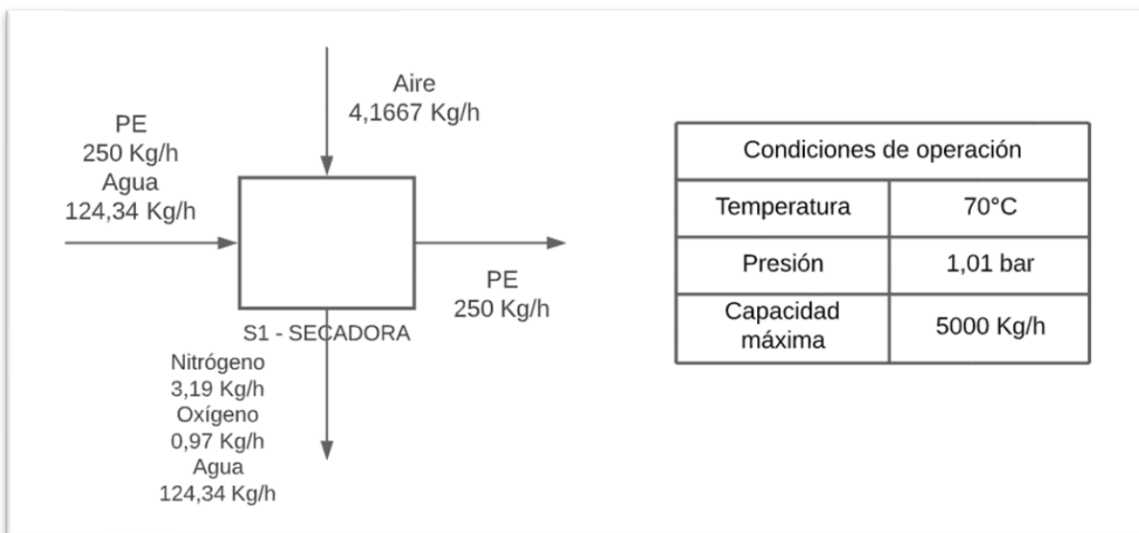 Aire
4,1667 Kg/h
PE
250 Kg/h
Agua
124,34 Kg/h
PE
250 Kg/h
S1 - SECADORA
Nitrógeno
3,19 Kg/h
Oxígeno
0,97 Kg/h
Agua
124,34 Kg/h
Condiciones de operación
Temperatura 70°C
Presión 1,01 bar
Capacidad
máxima 5000 Kg/h